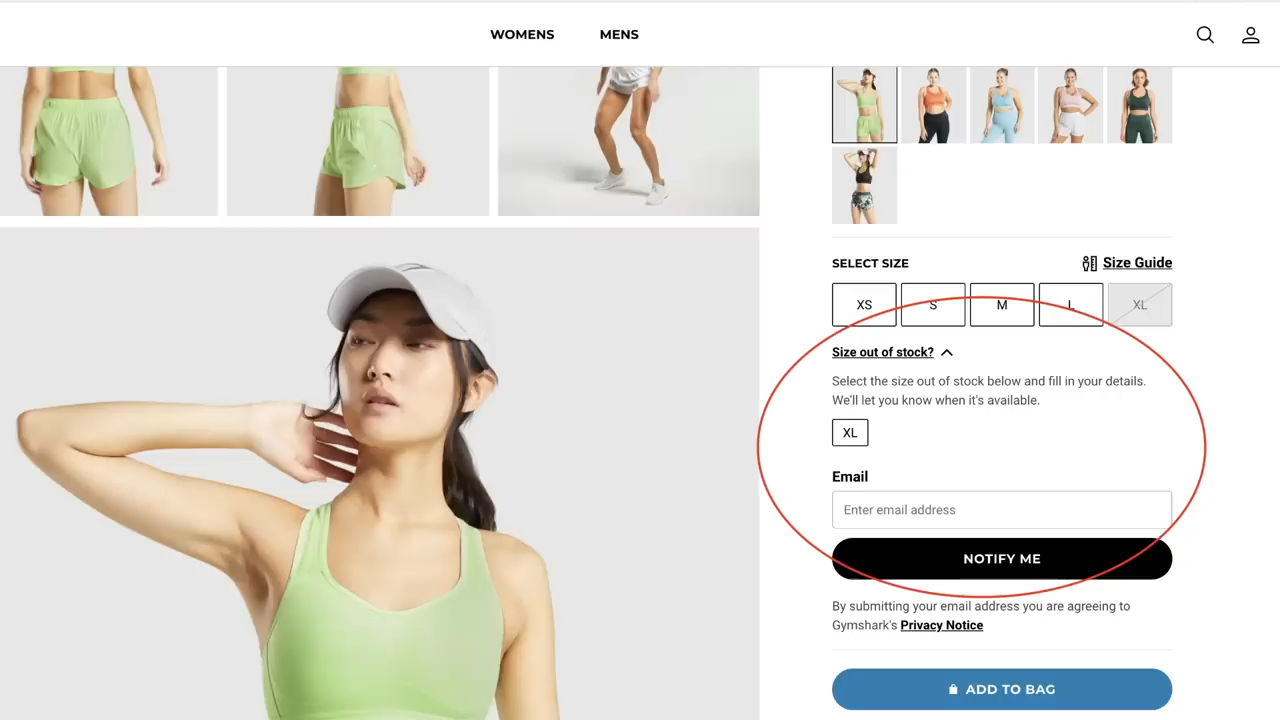 WOMENS MENS
SELECT SIZE Size Guide
XS S M L XL
Size out of stock?
Select the size out of stock below and fill in your details.
We'll let you know when it's available.
XL
Email
Enter email address
NOTIFY ME
By submitting your email address you are agreeing to
Gymshark's Privacy Notice
ADD TO BAG